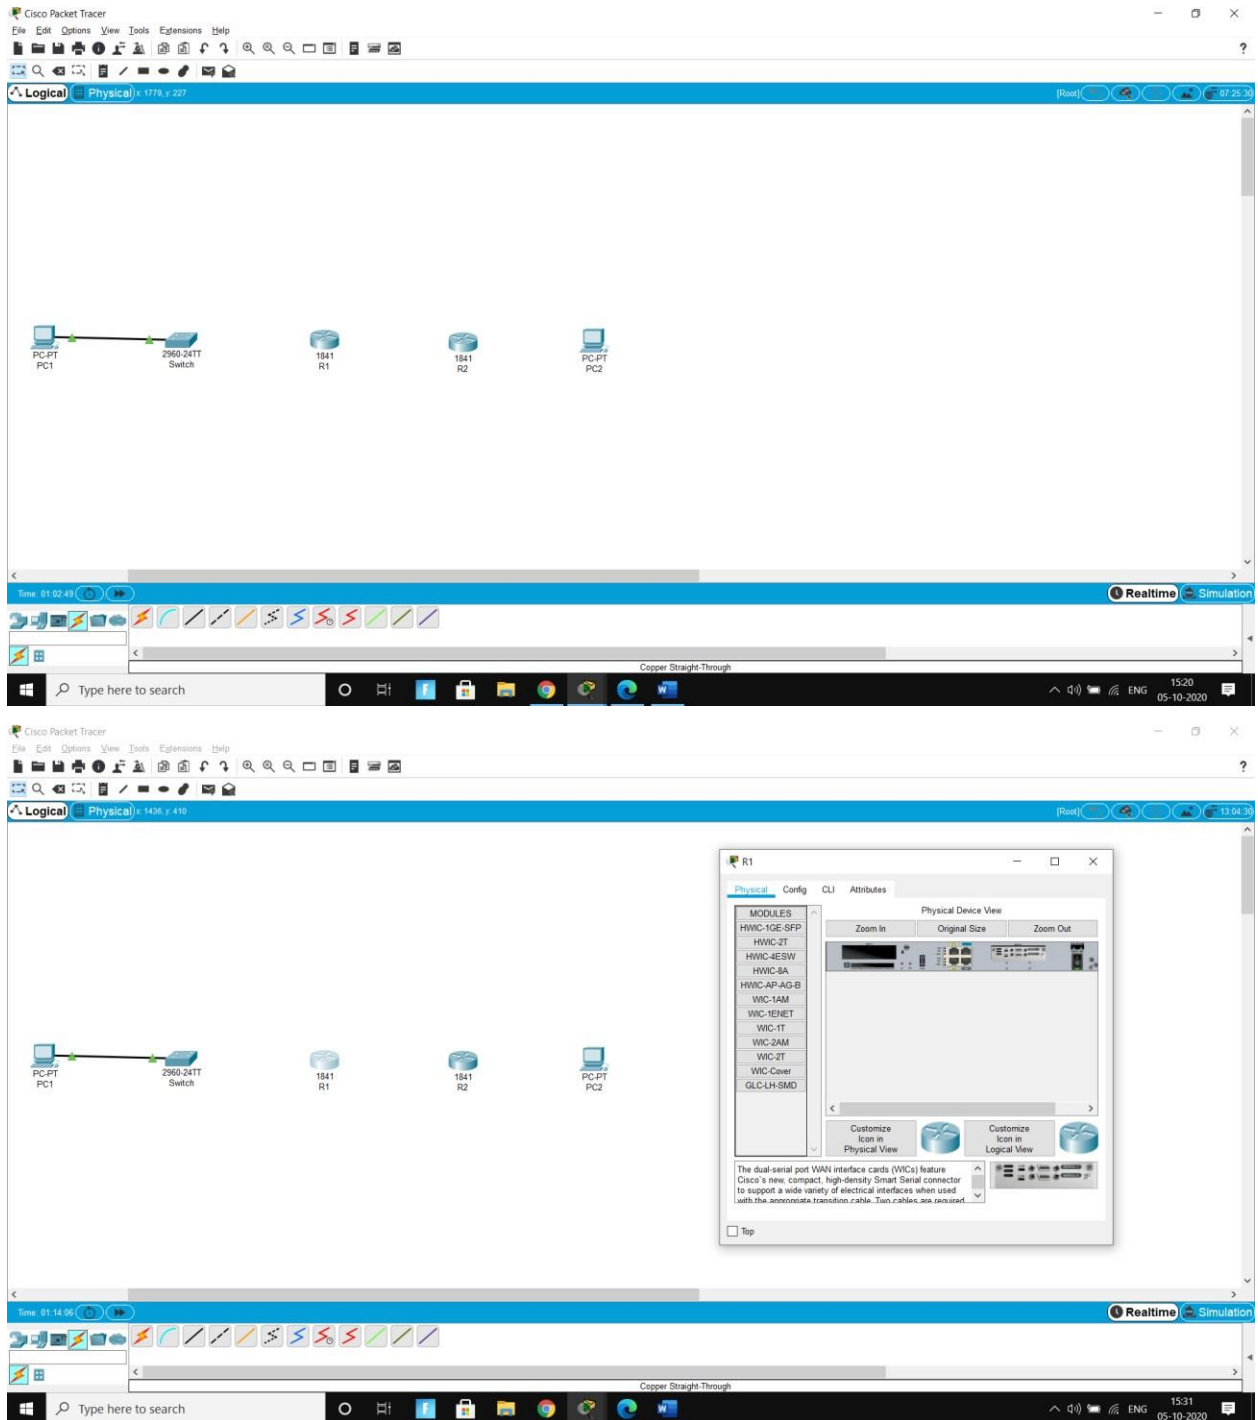 Cisco Packet Tracer
File Edit Options View Tools Extensions Help
?
Logical Physical x: 1779, y: 227 [Root] 07:25:30
PC-PT
PC1
2960-24TT
Switch
1841
R1
1841
R2
PC-PT
PC2
Time: 01:02:49 Realtime Simulation
Copper Straight-Through
Type here to search ENG 15:20
05-10-2020
Cisco Packet Tracer
File Edit Options View Tools Extensions Help
?
Logical Physical x: 1436, y: 410 [Root] 13:04:30
R1
Physical Config CLI Attributes
MODULES
HWIC-1GE-SFP
HWIC-2T
HWIC-4ESW
HWIC-8A
HWIC-AP-AG-B
WIC-1AM
WIC-1ENET
WIC-1T
WIC-2AM
WIC-2T
WIC-Cover
GLC-LH-SMD
Physical Device View
Zoom In Original Size Zoom Out
Customize
Icon in
Physical View
Customize
Icon in
Logical View
The dual-serial port WAN interface cards (WICs) feature
Cisco's new, compact, high-density Smart Serial connector
to support a wide variety of electrical interfaces when used
with the appropriate transition cable. Two cables are required
Top
PC-PT
PC1
2960-24TT
Switch
1841
R1
1841
R2
PC-PT
PC2
Time: 01:14:06 Realtime Simulation
Copper Straight-Through
Type here to search ENG 15:31
05-10-2020